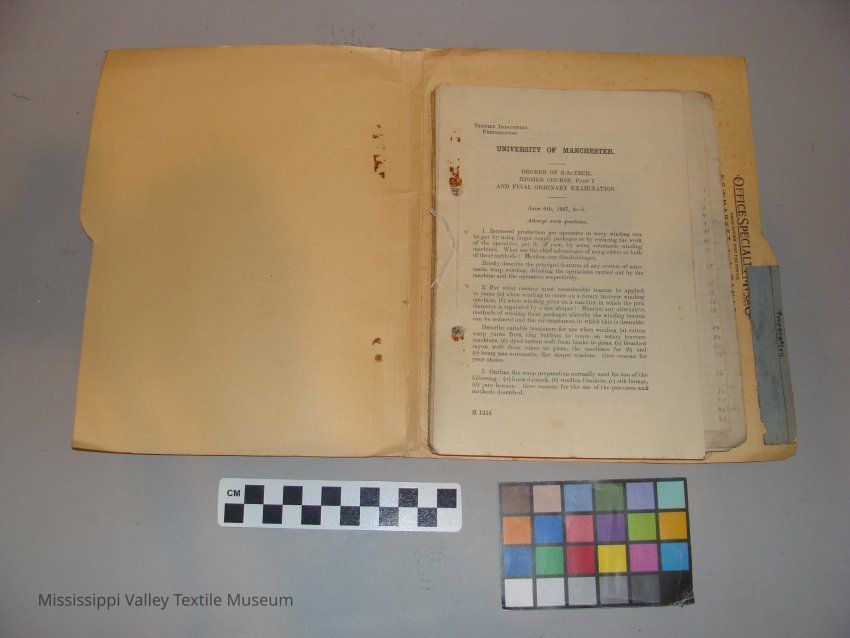 TEXTILE INDUSTRIES.
PREPARATION.
UNIVERSITY OF MANCHESTER.
DEGREE OF B.Sc.TECH.
HIGHER COURSE, PART I
AND FINAL ORDINARY EXAMINATION
June 6th, 1947, 2—5.
Attempt SIX questions.
1. Increased production per operative in warp winding can
be got by using larger supply packages or by reducing the work
of the operative, per lb. of yarn, by using automatic winding
machines. What are the chief advantages of using either or both
of these methods? Mention any disadvantages.
Briefly describe the principal features of any system of auto-
matic warp winding, detailing the operations carried out by the
machine and the operative respectively.
2. For what reasons must considerable tension be applied
to yarns (a) when winding to cones on a rotary traverse winding
machine, (b) when winding pirns on a machine in which the pirn
diameter is regulated by a disc shaper? Mention any alternative
methods of winding these packages whereby the winding tension
can be reduced and the circumstances in which this is desirable.
Describe suitable tensioners for use when winding (a) cotton
warp yarns from ring bobbins to cones on rotary traverse
machines, (b) dyed cotton weft from hanks to pirns, (c) bleached
rayon weft from cakes to pirns, the machines for (b) and
(c) being non-automatic, disc shaper winders. Give reasons for
your choice.
3. Outline the warp preparation normally used for two of the
following: (a) linen damask, (b) woollen blankets, (c) silk linings,
(d) jute hessian. Give reasons for the use of the processes and
methods described.
M 1324
OFFICE SPECIALTY MFG. CO.
NEWMARKET
Preparation
CM
Mississippi Valley Textile Museum